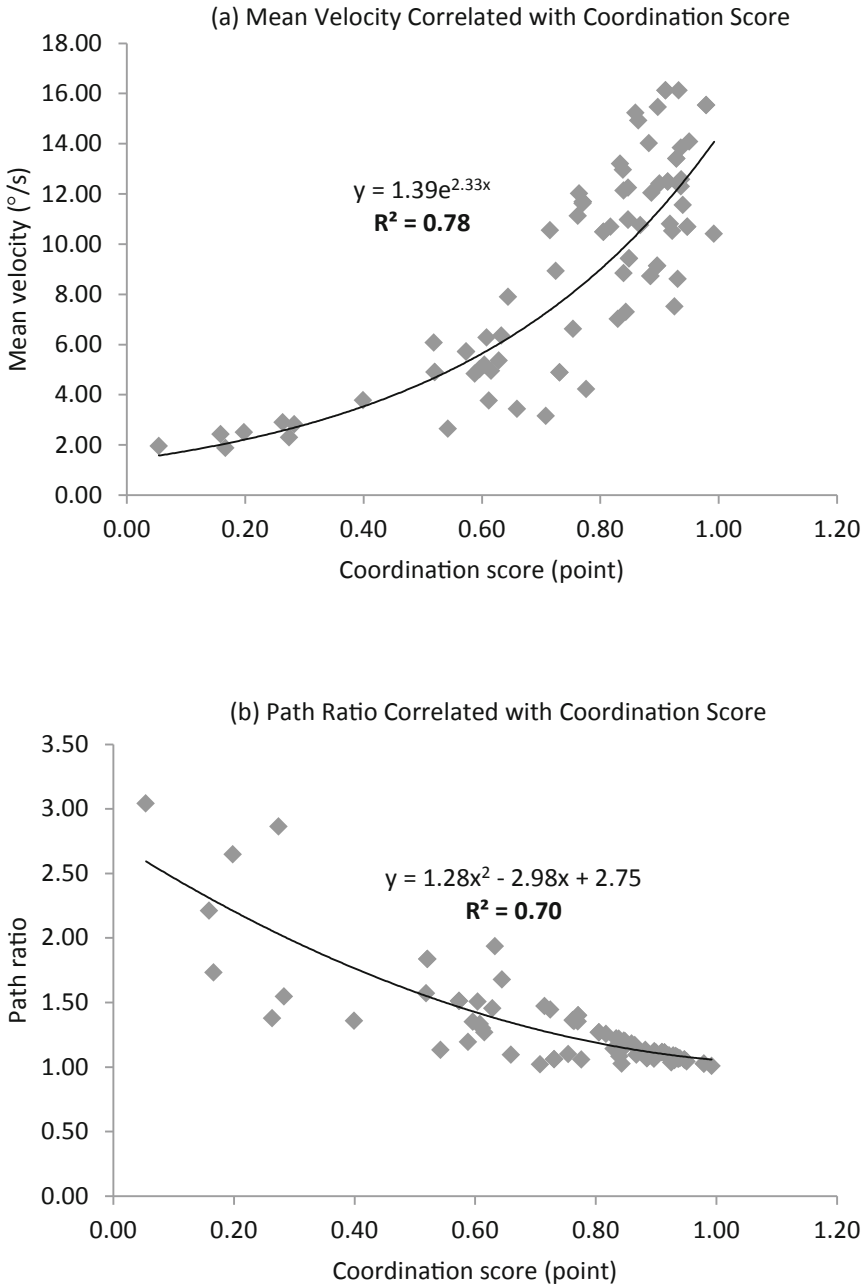 (a) Mean Velocity Correlated with Coordination Score
18.00
16.00
14.00
12.00
10.00
8.00
6.00
4.00
2.00
0.00
Mean velocity (°/s)
y = 1.39e^2.33x
R² = 0.78
0.00 0.20 0.40 0.60 0.80 1.00 1.20
Coordination score (point)
(b) Path Ratio Correlated with Coordination Score
3.50
3.00
2.50
2.00
1.50
1.00
0.50
0.00
Path ratio
y = 1.28x² - 2.98x + 2.75
R² = 0.70
0.00 0.20 0.40 0.60 0.80 1.00 1.20
Coordination score (point)